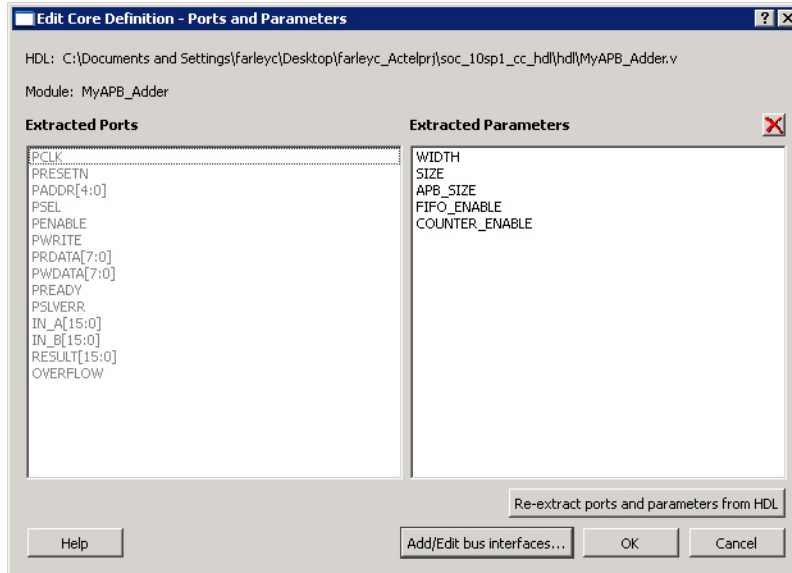 Edit Core Definition - Ports and Parameters
HDL: C:\Documents and Settings\farleyc\Desktop\farleyc_Actelprj\soc_10sp1_cc_hdl\hdl\MyAPB_Adder.v
Module: MyAPB_Adder
Extracted Ports
PCLK
PRESETN
PADDR[4:0]
PSEL
PENABLE
PWRITE
PRDATA[7:0]
PWDATA[7:0]
PREADY
PSLVERR
IN_A[15:0]
IN_B[15:0]
RESULT[15:0]
OVERFLOW
Extracted Parameters
WIDTH
SIZE
APB_SIZE
FIFO_ENABLE
COUNTER_ENABLE
Re-extract ports and parameters from HDL
Help
Add/Edit bus interfaces...
OK
Cancel